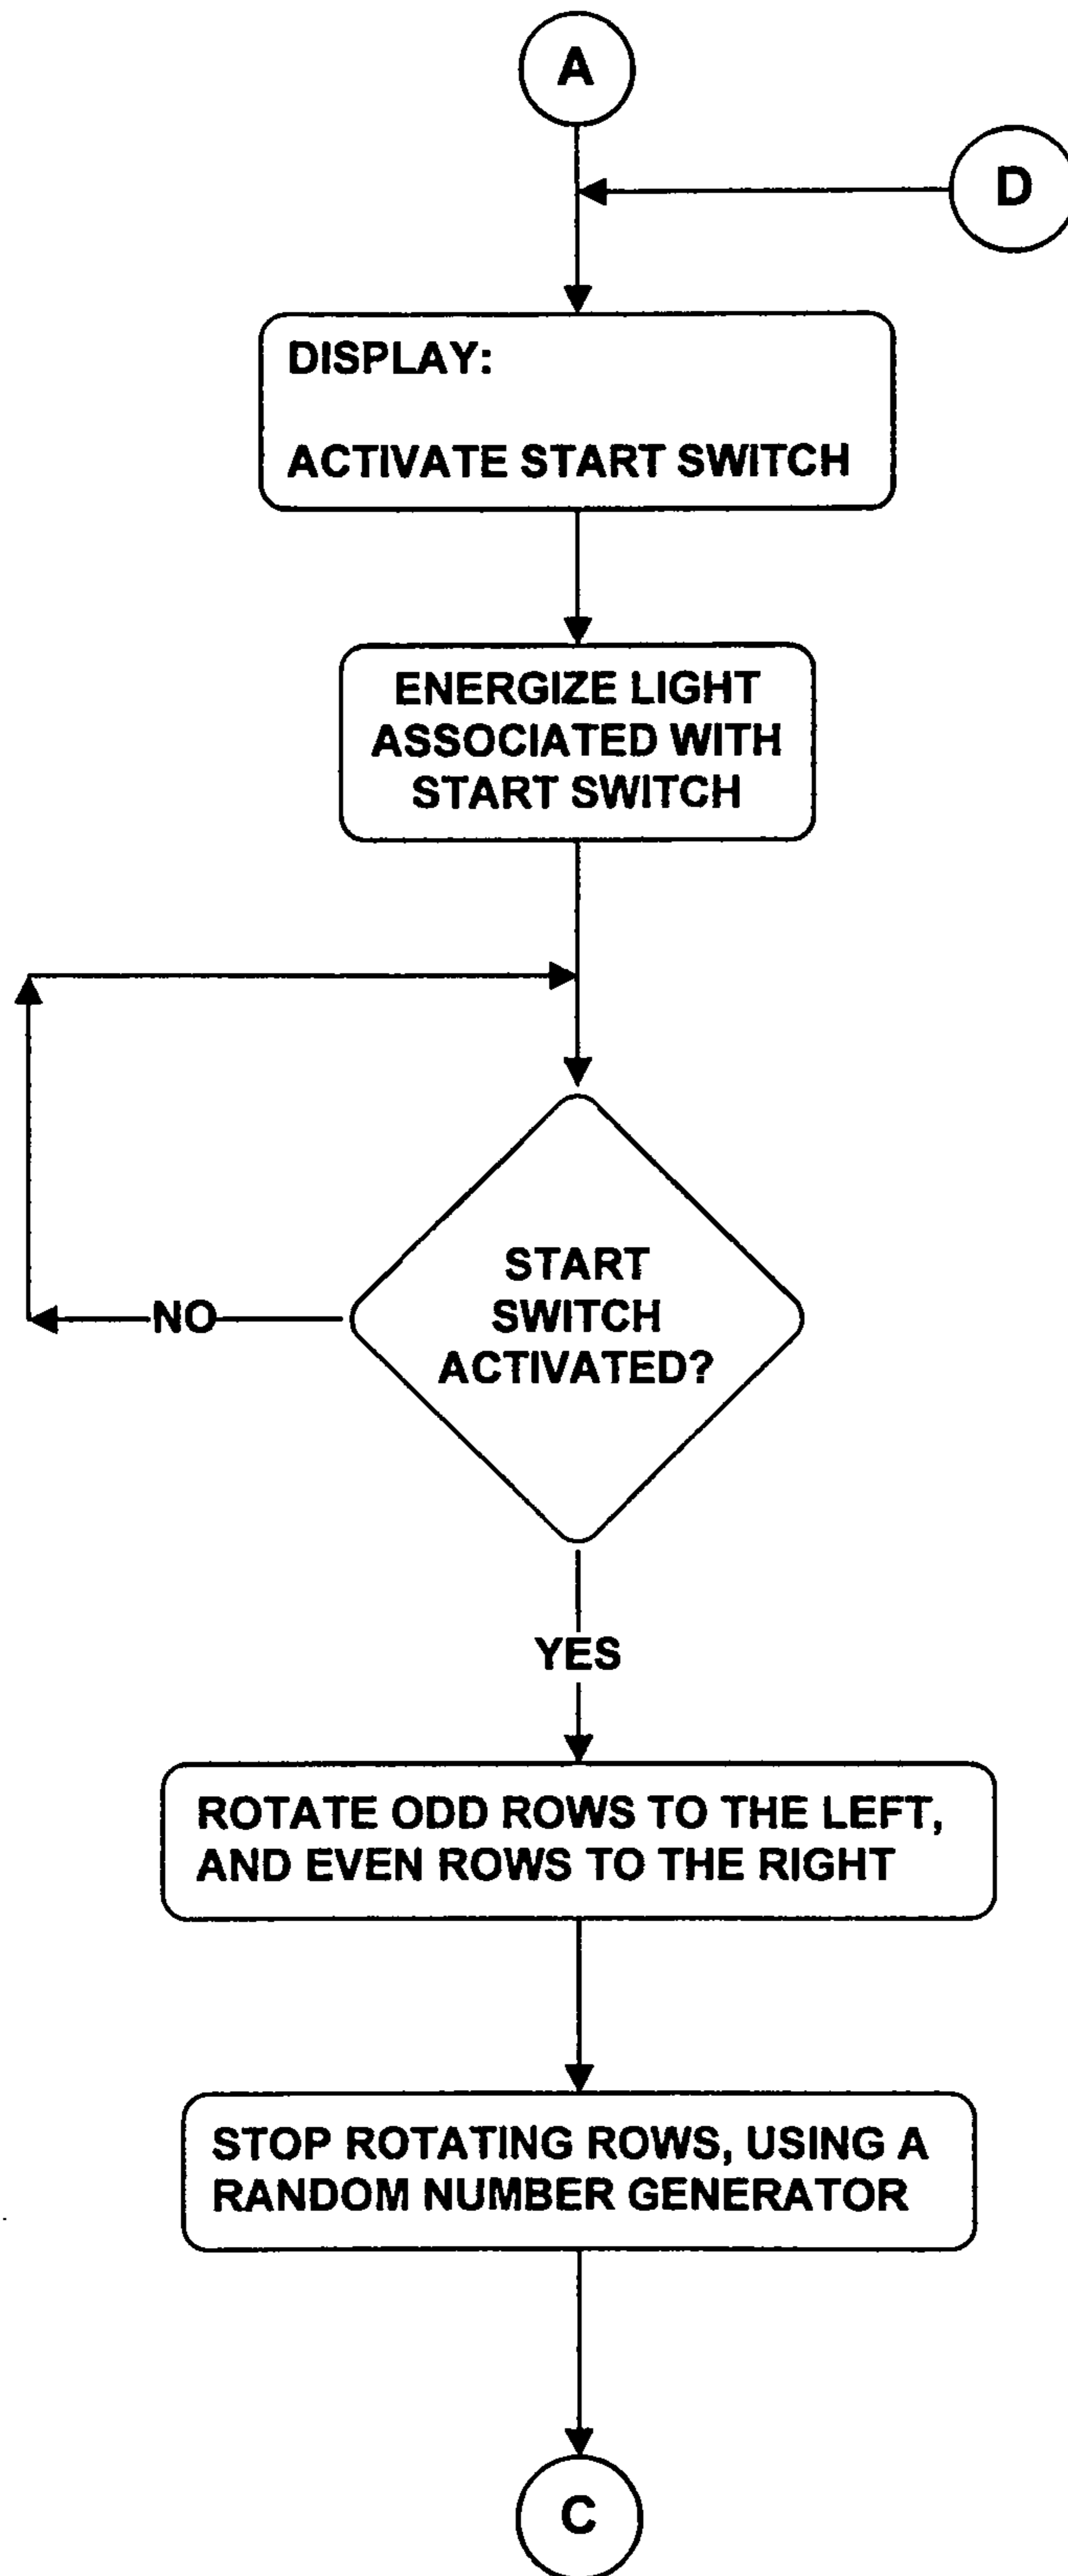 A
D
DISPLAY:
ACTIVATE START SWITCH
ENERGIZE LIGHT
ASSOCIATED WITH
START SWITCH
START
SWITCH
ACTIVATED?
NO
YES
ROTATE ODD ROWS TO THE LEFT,
AND EVEN ROWS TO THE RIGHT
STOP ROTATING ROWS, USING A
RANDOM NUMBER GENERATOR
C